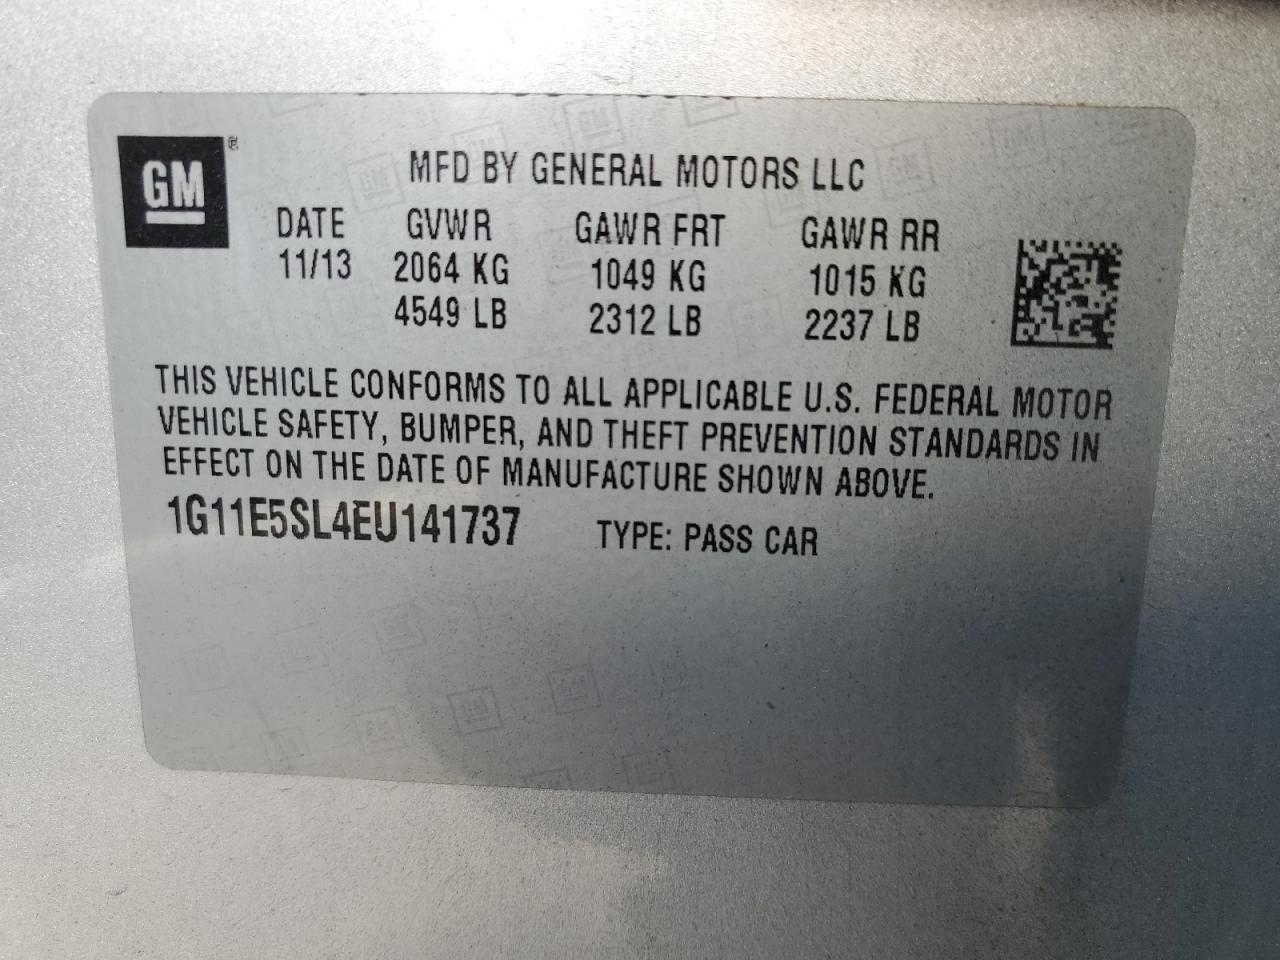 GM®
MFD BY GENERAL MOTORS LLC
DATE GVWR GAWR FRT GAWR RR
11/13 2064 KG 1049 KG 1015 KG
4549 LB 2312 LB 2237 LB
THIS VEHICLE CONFORMS TO ALL APPLICABLE U.S. FEDERAL MOTOR
VEHICLE SAFETY, BUMPER, AND THEFT PREVENTION STANDARDS IN
EFFECT ON THE DATE OF MANUFACTURE SHOWN ABOVE.
1G11E5SL4EU141737 TYPE: PASS CAR